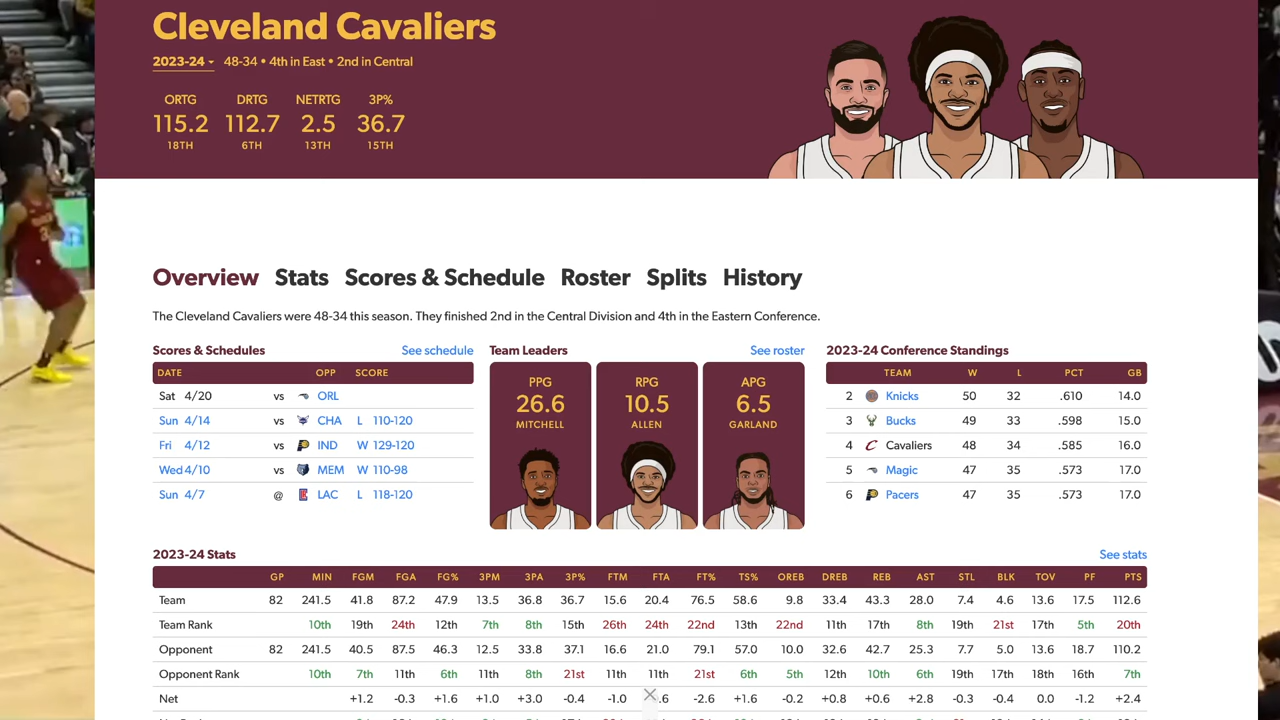 Cleveland Cavaliers
2023-24 48-34 • 4th in East • 2nd in Central
ORTG DRTG NETRTG 3P%
115.2 112.7 2.5 36.7
18TH 6TH 13TH 15TH
Overview Stats Scores & Schedule Roster Splits History
The Cleveland Cavaliers were 48-34 this season. They finished 2nd in the Central Division and 4th in the Eastern Conference.
Scores & Schedules See schedule
DATE OPP SCORE
Sat 4/20 vs ORL
Sun 4/14 vs CHA L 110-120
Fri 4/12 vs IND W 129-120
Wed 4/10 vs MEM W 110-98
Sun 4/7 @ LAC L 118-120
Team Leaders See roster
PPG RPG APG
26.6 10.5 6.5
MITCHELL ALLEN GARLAND
2023-24 Conference Standings
TEAM W L PCT GB
2 Knicks 50 32 .610 14.0
3 Bucks 49 33 .598 15.0
4 Cavaliers 48 34 .585 16.0
5 Magic 47 35 .573 17.0
6 Pacers 47 35 .573 17.0
2023-24 Stats See stats
GP MIN FGM FGA FG% 3PM 3PA 3P% FTM FTA FT% TS% OREB DREB REB AST STL BLK TOV PF PTS
Team 82 241.5 41.8 87.2 47.9 13.5 36.8 36.7 15.6 20.4 76.5 58.6 9.8 33.4 43.3 28.0 7.4 4.6 13.6 17.5 112.6
Team Rank 10th 19th 24th 12th 7th 8th 15th 26th 24th 22nd 13th 22nd 11th 17th 8th 19th 21st 17th 5th 20th
Opponent 82 241.5 40.5 87.5 46.3 12.5 33.8 37.1 16.6 21.0 79.1 57.0 10.0 32.6 42.7 25.3 7.7 5.0 13.6 18.7 110.2
Opponent Rank 10th 7th 11th 6th 11th 8th 21st 11th 11th 21st 6th 5th 12th 10th 6th 19th 17th 18th 16th 7th
Net +1.2 -0.3 +1.6 +1.0 +3.0 -0.4 -1.0 .6 -2.6 +1.6 -0.2 +0.8 +0.6 +2.8 -0.3 -0.4 0.0 -1.2 +2.4